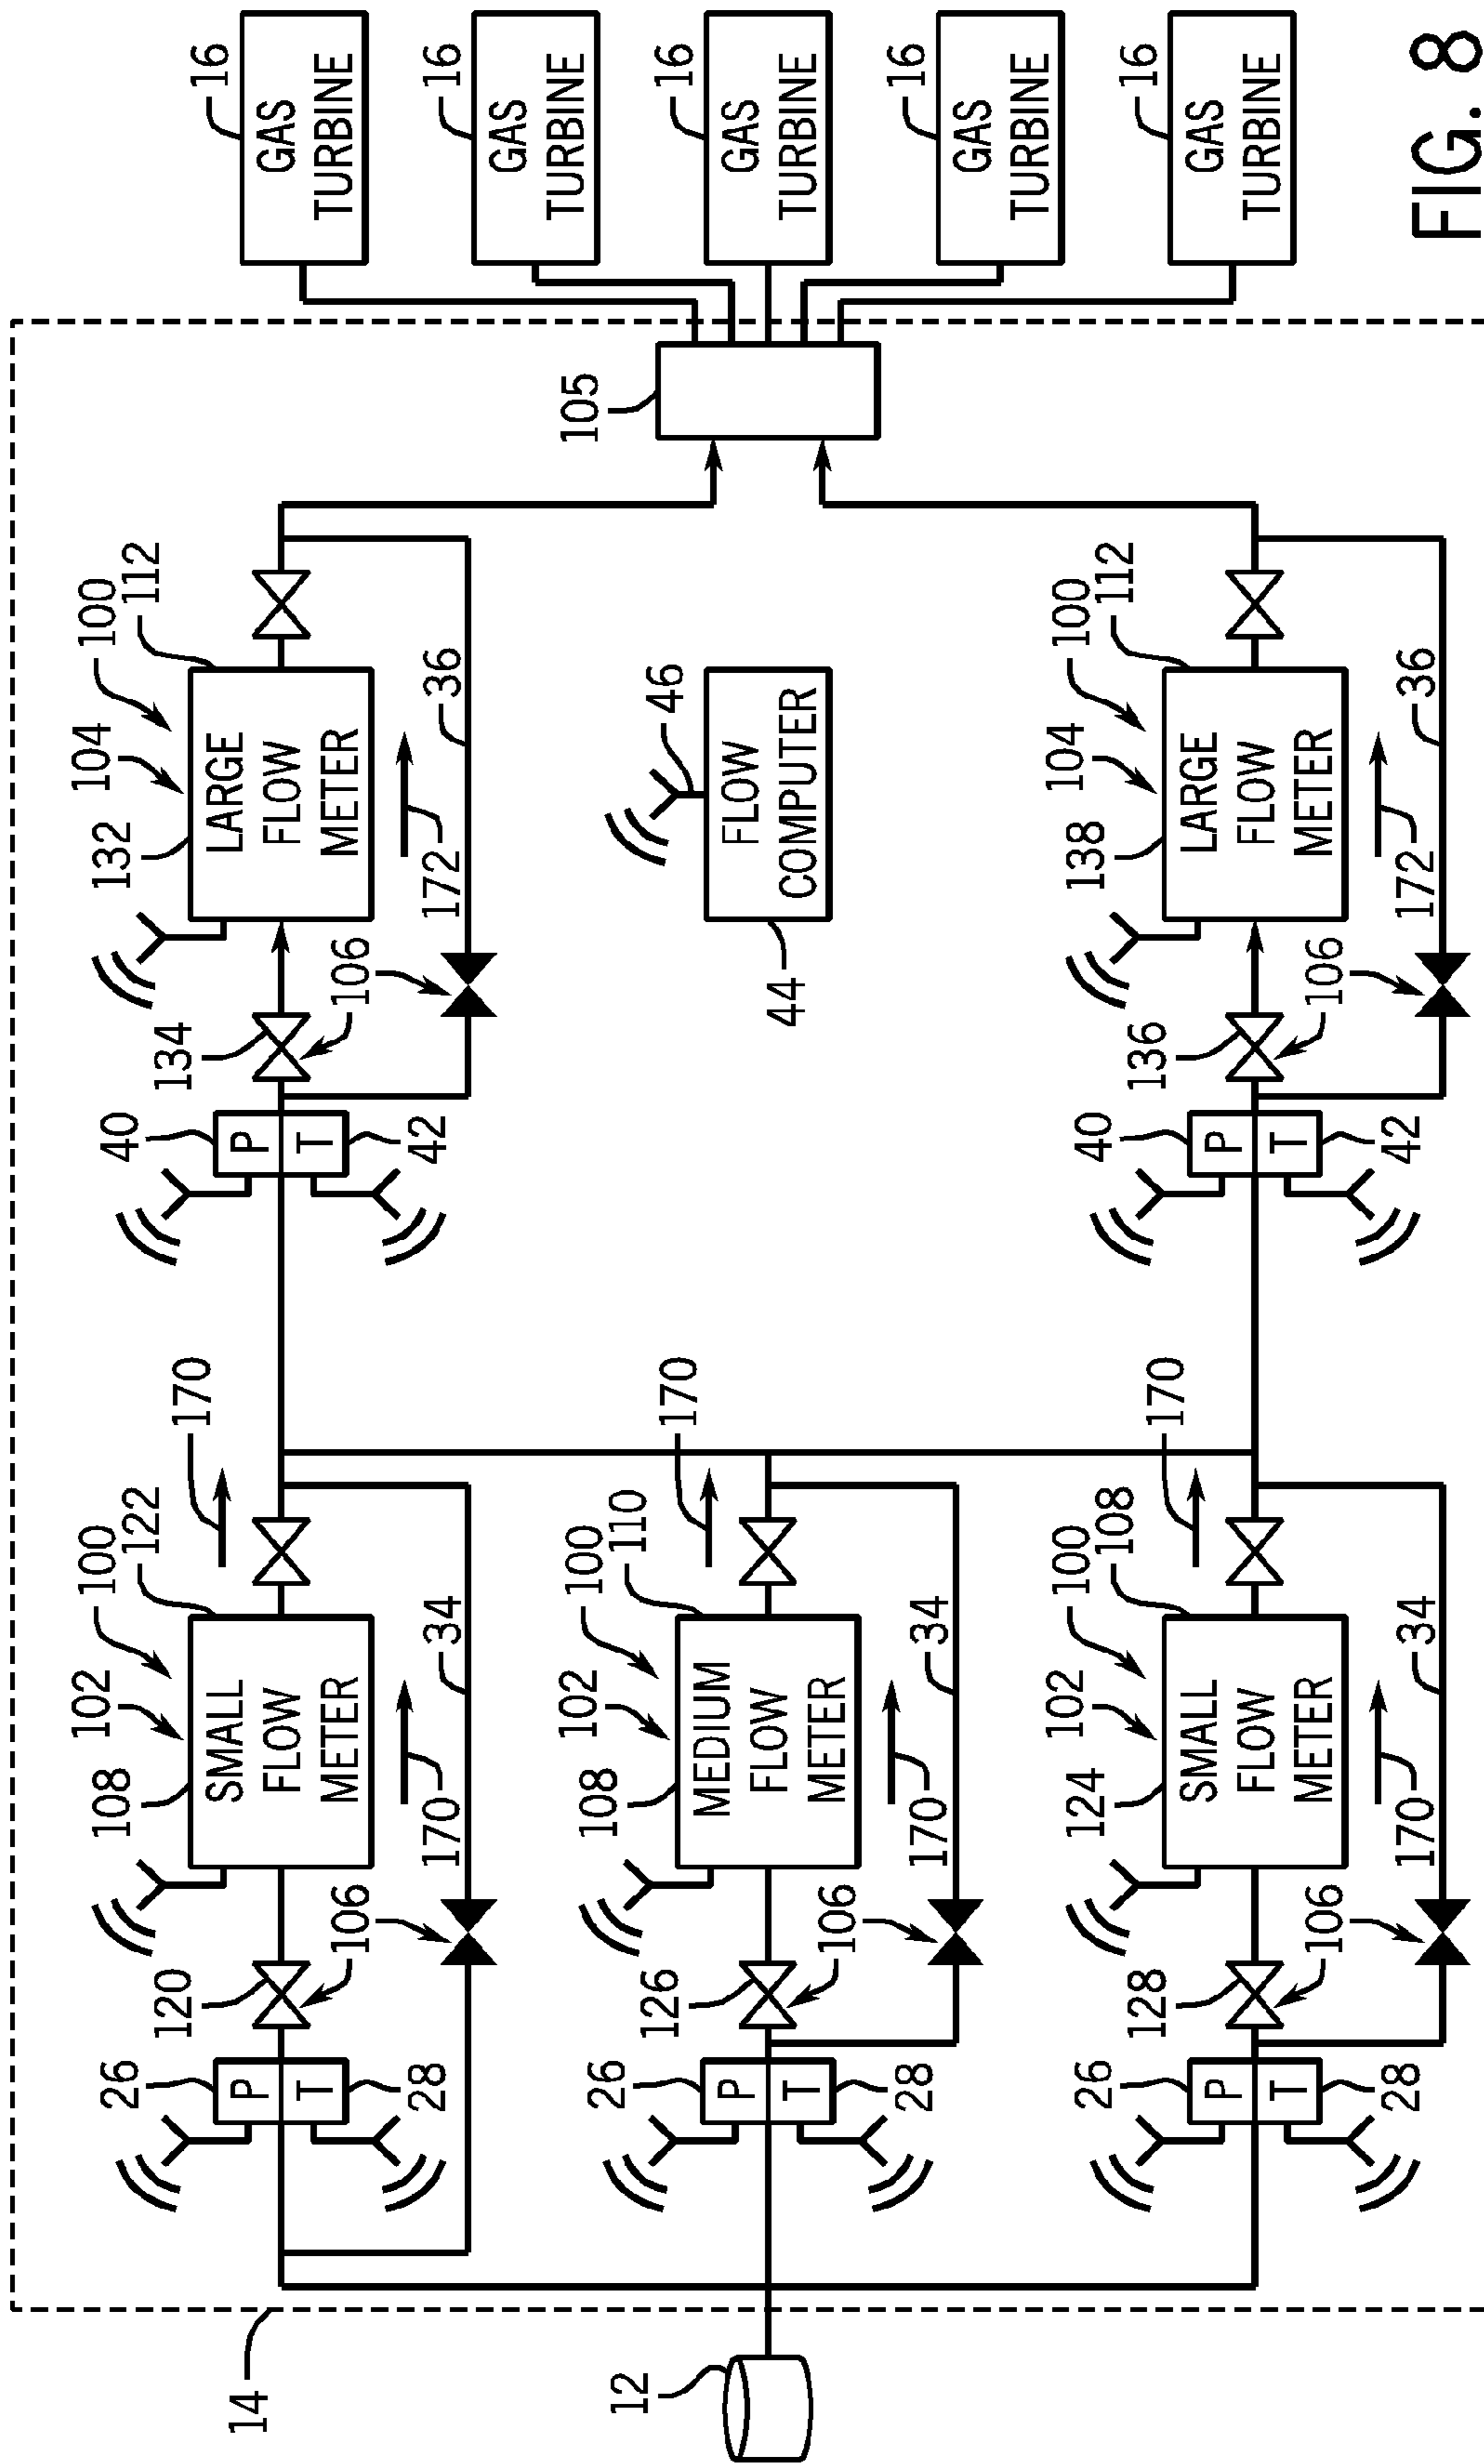 102 100 104 100
26 108 122 40 132 112
120 170 134 16
P SMALL P LARGE GAS
14 T FLOW T FLOW TURBINE
METER METER
106 106
28 170 34 42 172 36 16
GAS
TURBINE
102 100 105
26 108 110
12 126 170 46 16
P MEDIUM FLOW GAS
T FLOW COMPUTER TURBINE
METER 44
106
28 170 34 16
GAS
TURBINE
102 100 104 100
26 124 108 40 138 112
128 170 136 16
P SMALL P LARGE GAS
T FLOW T FLOW TURBINE
METER METER
106 106
28 170 34 42 172 36
FIG. 8